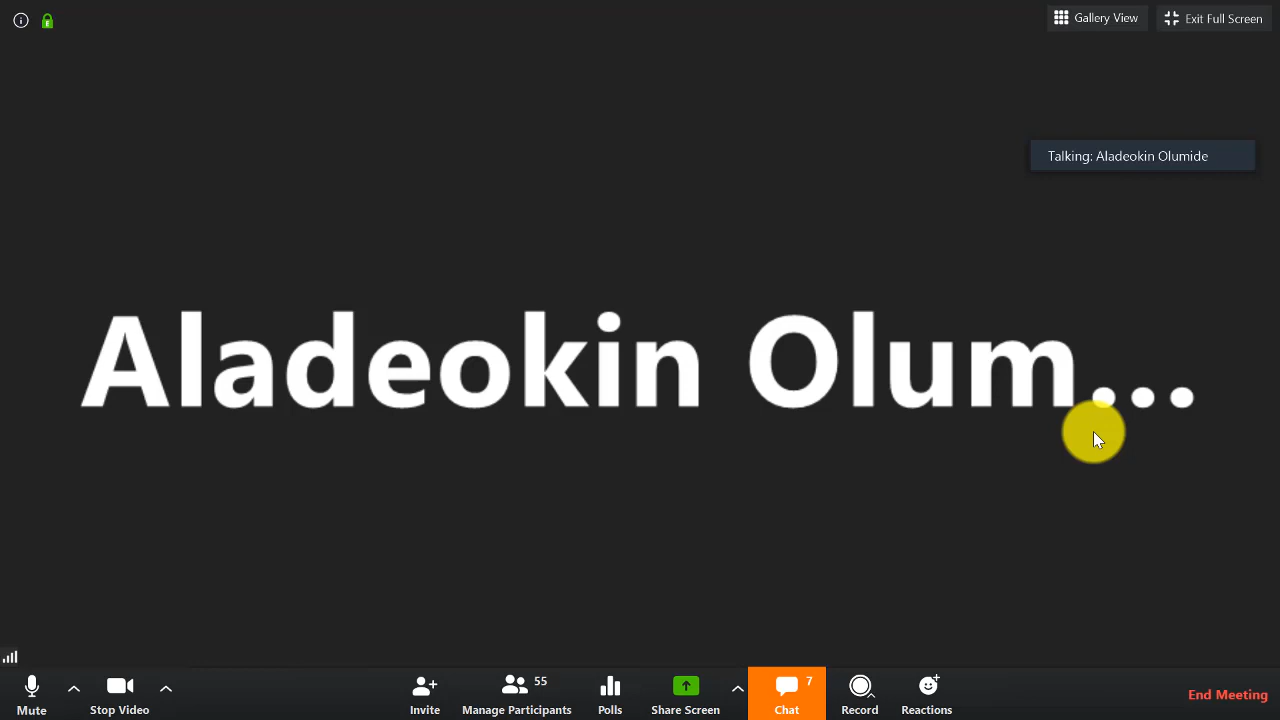 E
Gallery View
Exit Full Screen
Talking: Aladeokin Olumide
Aladeokin Olum...
Mute
Stop Video
Invite
55
Manage Participants
Polls
Share Screen
7
Chat
Record
Reactions
End Meeting